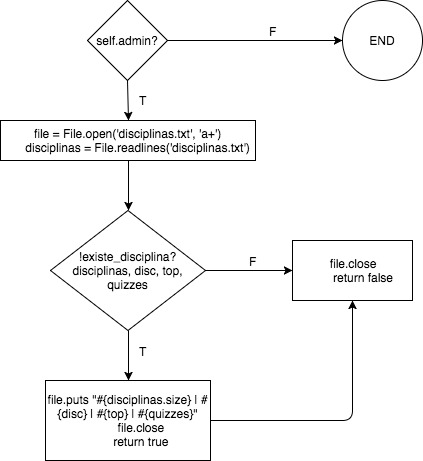 self.admin?
F
END
T
file = File.open('disciplinas.txt', 'a+')
disciplinas = File.readlines('disciplinas.txt')
!existe_disciplina?
disciplinas, disc, top,
quizzes
F
file.close
return false
T
file.puts "#{disciplinas.size} | #
{disc} | #{top} | #{quizzes}"
file.close
return true